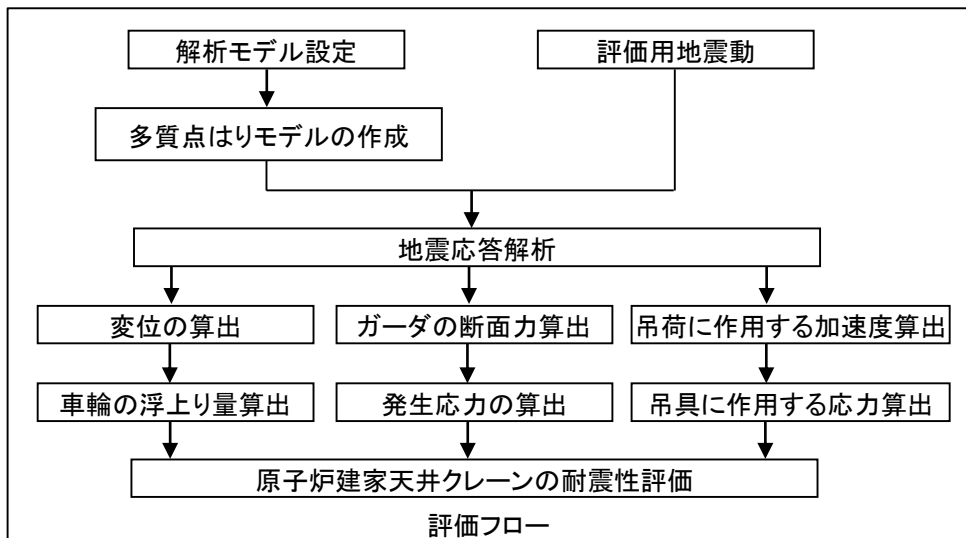 解析モデル設定
評価用地震動
多質点はりモデルの作成
地震応答解析
変位の算出
ガーダの断面力算出
吊荷に作用する加速度算出
車輪の浮上り量算出
発生応力の算出
吊具に作用する応力算出
原子炉建家天井クレーンの耐震性評価
評価フロー